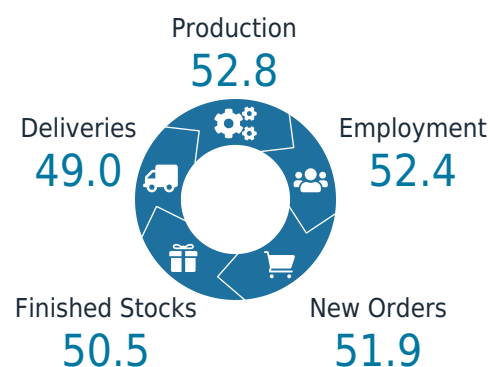 Production
52.8
Deliveries
49.0
Employment
52.4
Finished Stocks
50.5
New Orders
51.9